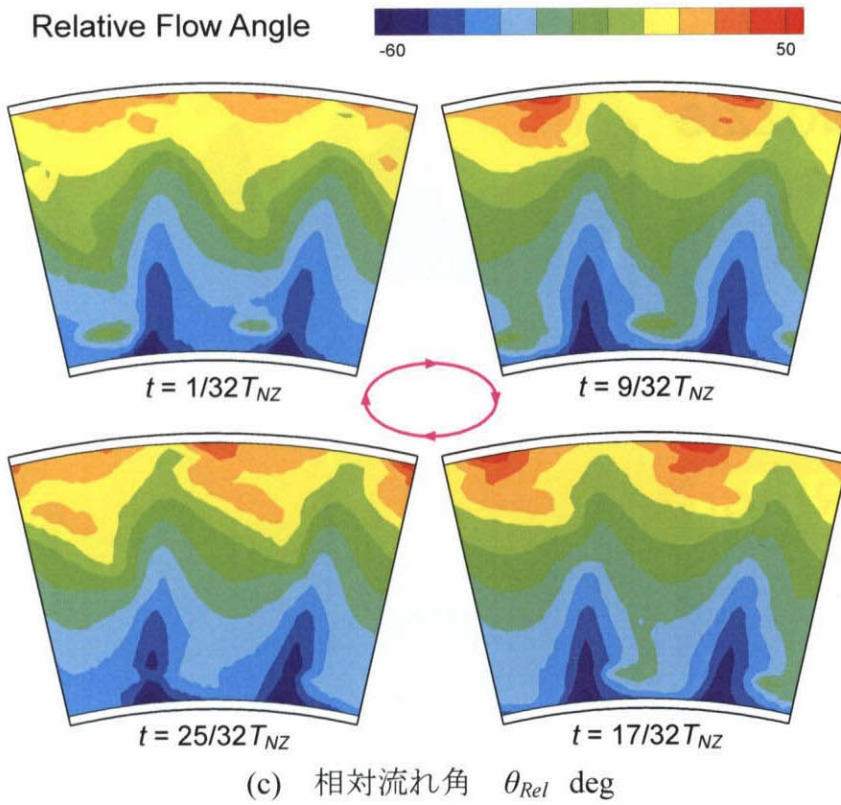 Relative Flow Angle
-60 50
t = 1/32T_NZ t = 9/32T_NZ
t = 25/32T_NZ t = 17/32T_NZ
(c) 相対流れ角 θ_Rel deg